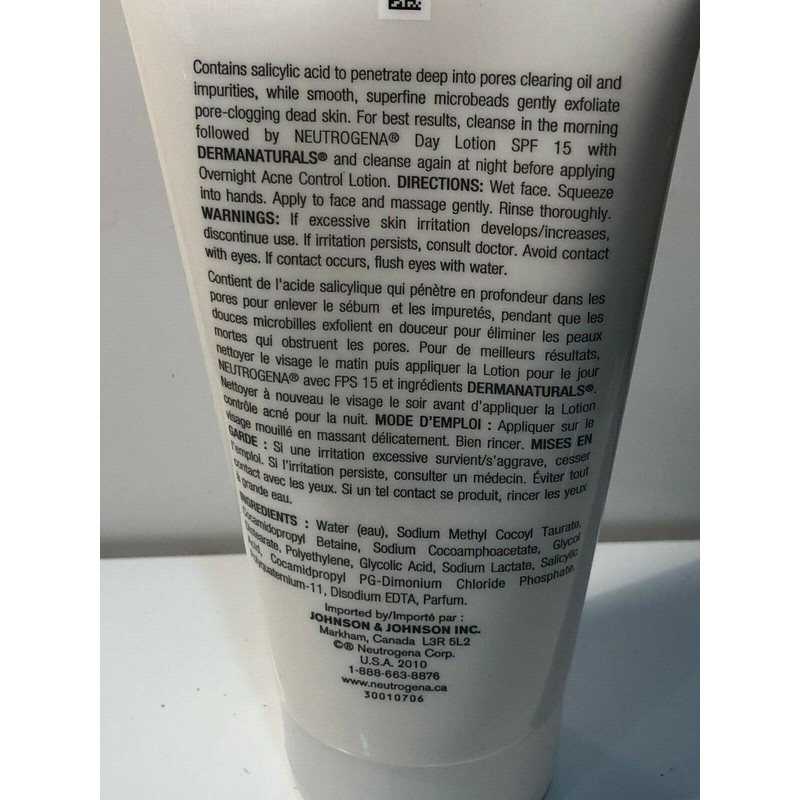 Contains salicylic acid to penetrate deep into pores clearing oil and
impurities, while smooth, superfine microbeads gently exfoliate
pore-clogging dead skin. For best results, cleanse in the morning
followed by NEUTROGENA® Day Lotion SPF 15 with
DERMANATURALS® and cleanse again at night before applying
Overnight Acne Control Lotion. DIRECTIONS: Wet face. Squeeze
into hands. Apply to face and massage gently. Rinse thoroughly.
WARNINGS: If excessive skin irritation develops/increases,
discontinue use. If irritation persists, consult doctor. Avoid contact
with eyes. If contact occurs, flush eyes with water.
Contient de l'acide salicylique qui pénètre en profondeur dans les
pores pour enlever le sébum et les impuretés, pendant que les
douces microbilles exfolient en douceur pour éliminer les peaux
mortes qui obstruent les pores. Pour de meilleurs résultats,
nettoyer le visage le matin puis appliquer la Lotion pour le jour
NEUTROGENA® avec FPS 15 et ingrédients DERMANATURALS®.
Nettoyer à nouveau le visage le soir avant d'appliquer la Lotion
contrôle acné pour la nuit. MODE D'EMPLOI : Appliquer sur le
visage mouillé en massant délicatement. Bien rincer. MISES EN
GARDE : Si une irritation excessive survient/s'aggrave, cesser
l'emploi. Si l'irritation persiste, consulter un médecin. Éviter tout
contact avec les yeux. Si un tel contact se produit, rincer les yeux
à grande eau.
INGREDIENTS : Water (eau), Sodium Methyl Cocoyl Taurate,
Cocamidopropyl Betaine, Sodium Cocoamphoacetate, Glycol
Distearate, Polyethylene, Glycolic Acid, Sodium Lactate, Salicylic
Acid, Cocamidpropyl PG-Dimonium Chloride Phosphate,
Polyquaternium-11, Disodium EDTA, Parfum.
Imported by/Importé par :
JOHNSON & JOHNSON INC.
Markham, Canada L3R 5L2
©® Neutrogena Corp.
U.S.A. 2010
1-888-663-8876
www.neutrogena.ca
30010706